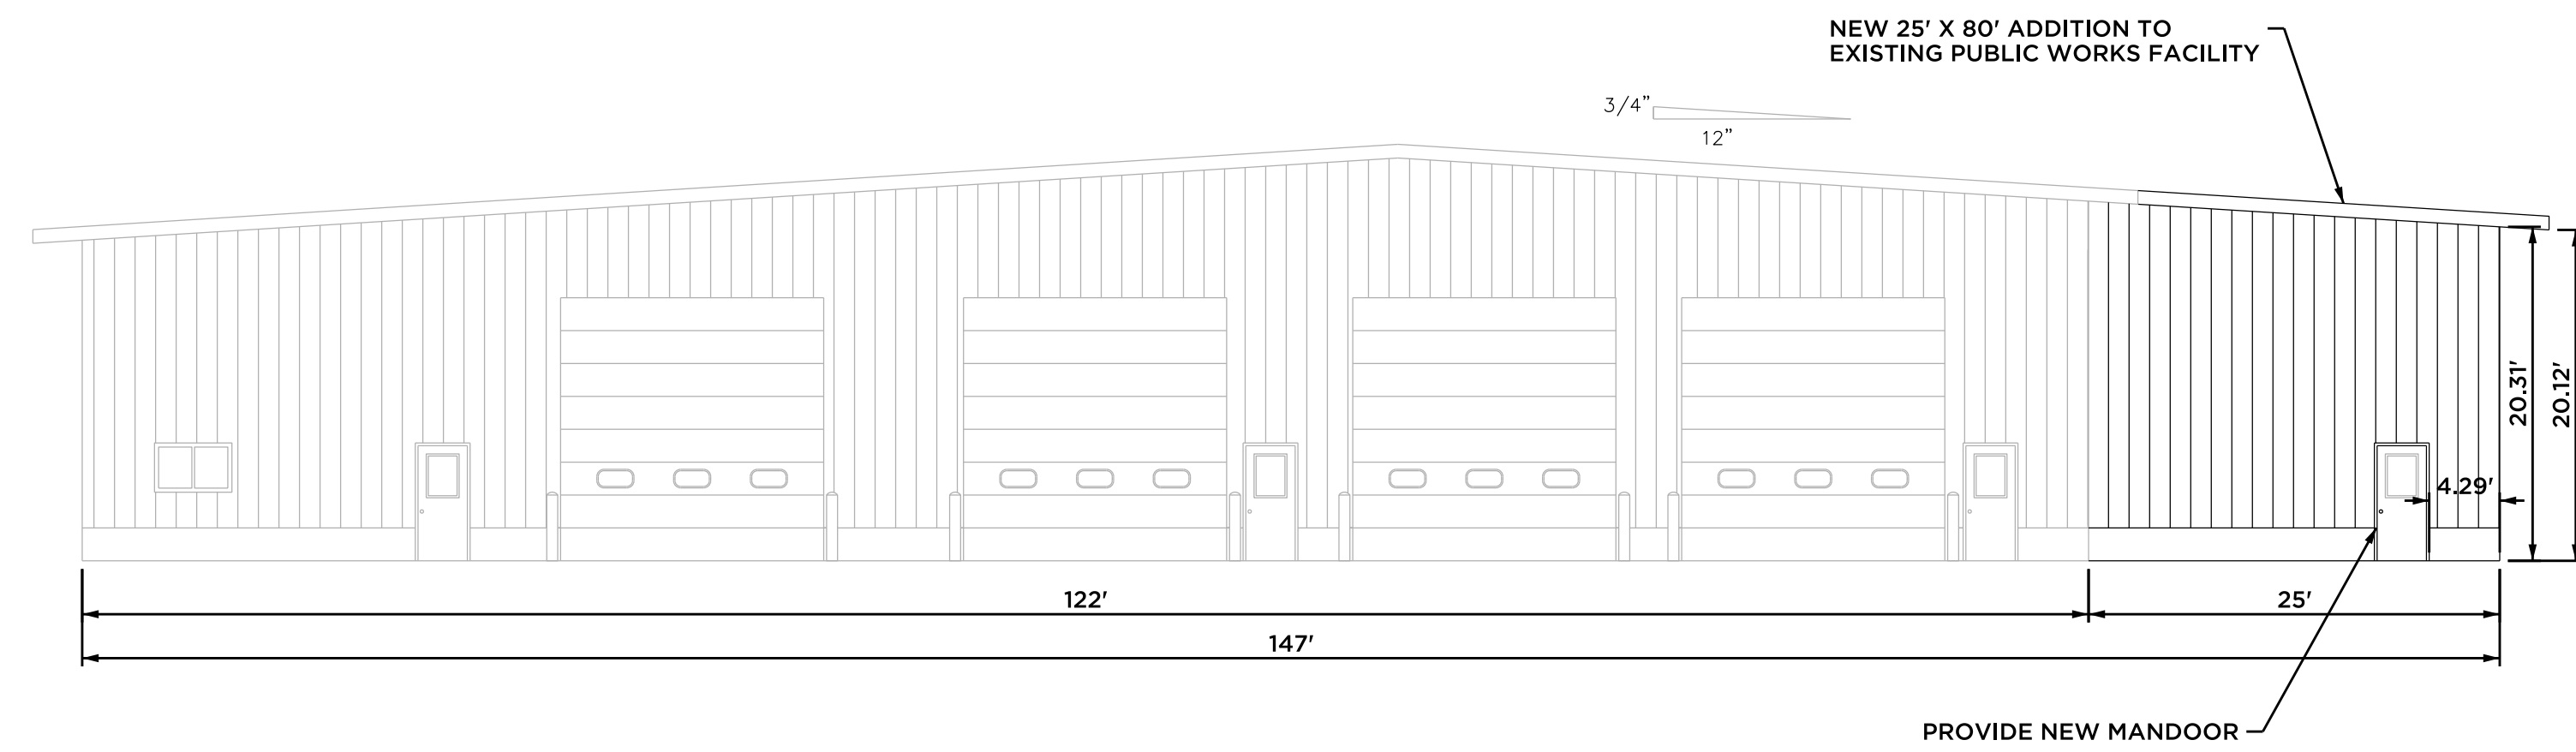 NEW 25' X 80' ADDITION TO
EXISTING PUBLIC WORKS FACILITY
3/4"
12"
20.31'
20.12'
4.29'
122'
25'
147'
PROVIDE NEW MANDOOR